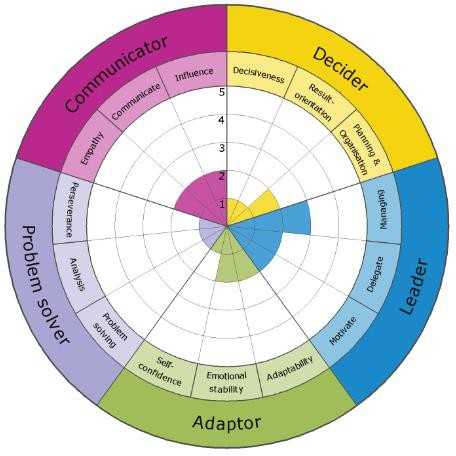 Communicator
Decider
Influence
Decisiveness
Communicate
Result-
orientation
Empathy
Planning &
Organisation
5
4
3
2
1
Perseverance
Managing
Analysis
Delegate
Problem
solving
Motivate
Self-
confidence
Emotional
stability
Adaptability
Problem solver
Leader
Adaptor